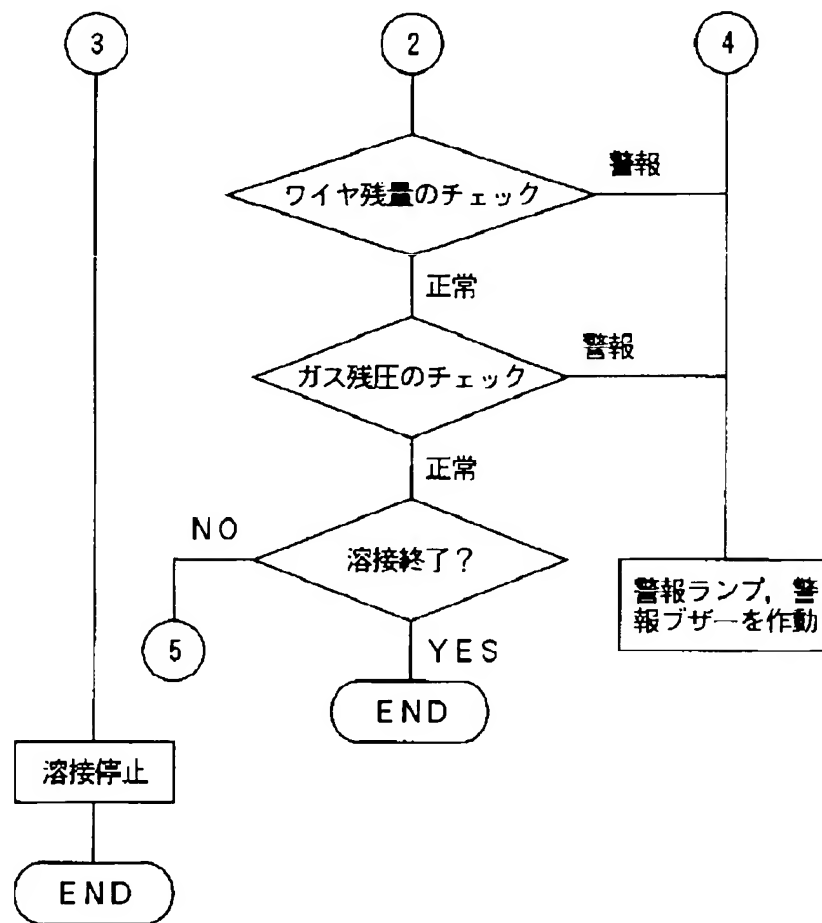 3
2
4
ワイヤ残量のチェック
警報
正常
ガス残圧のチェック
警報
正常
溶接終了?
NO
YES
5
END
警報ランプ,警
報ブザーを作動
溶接停止
END